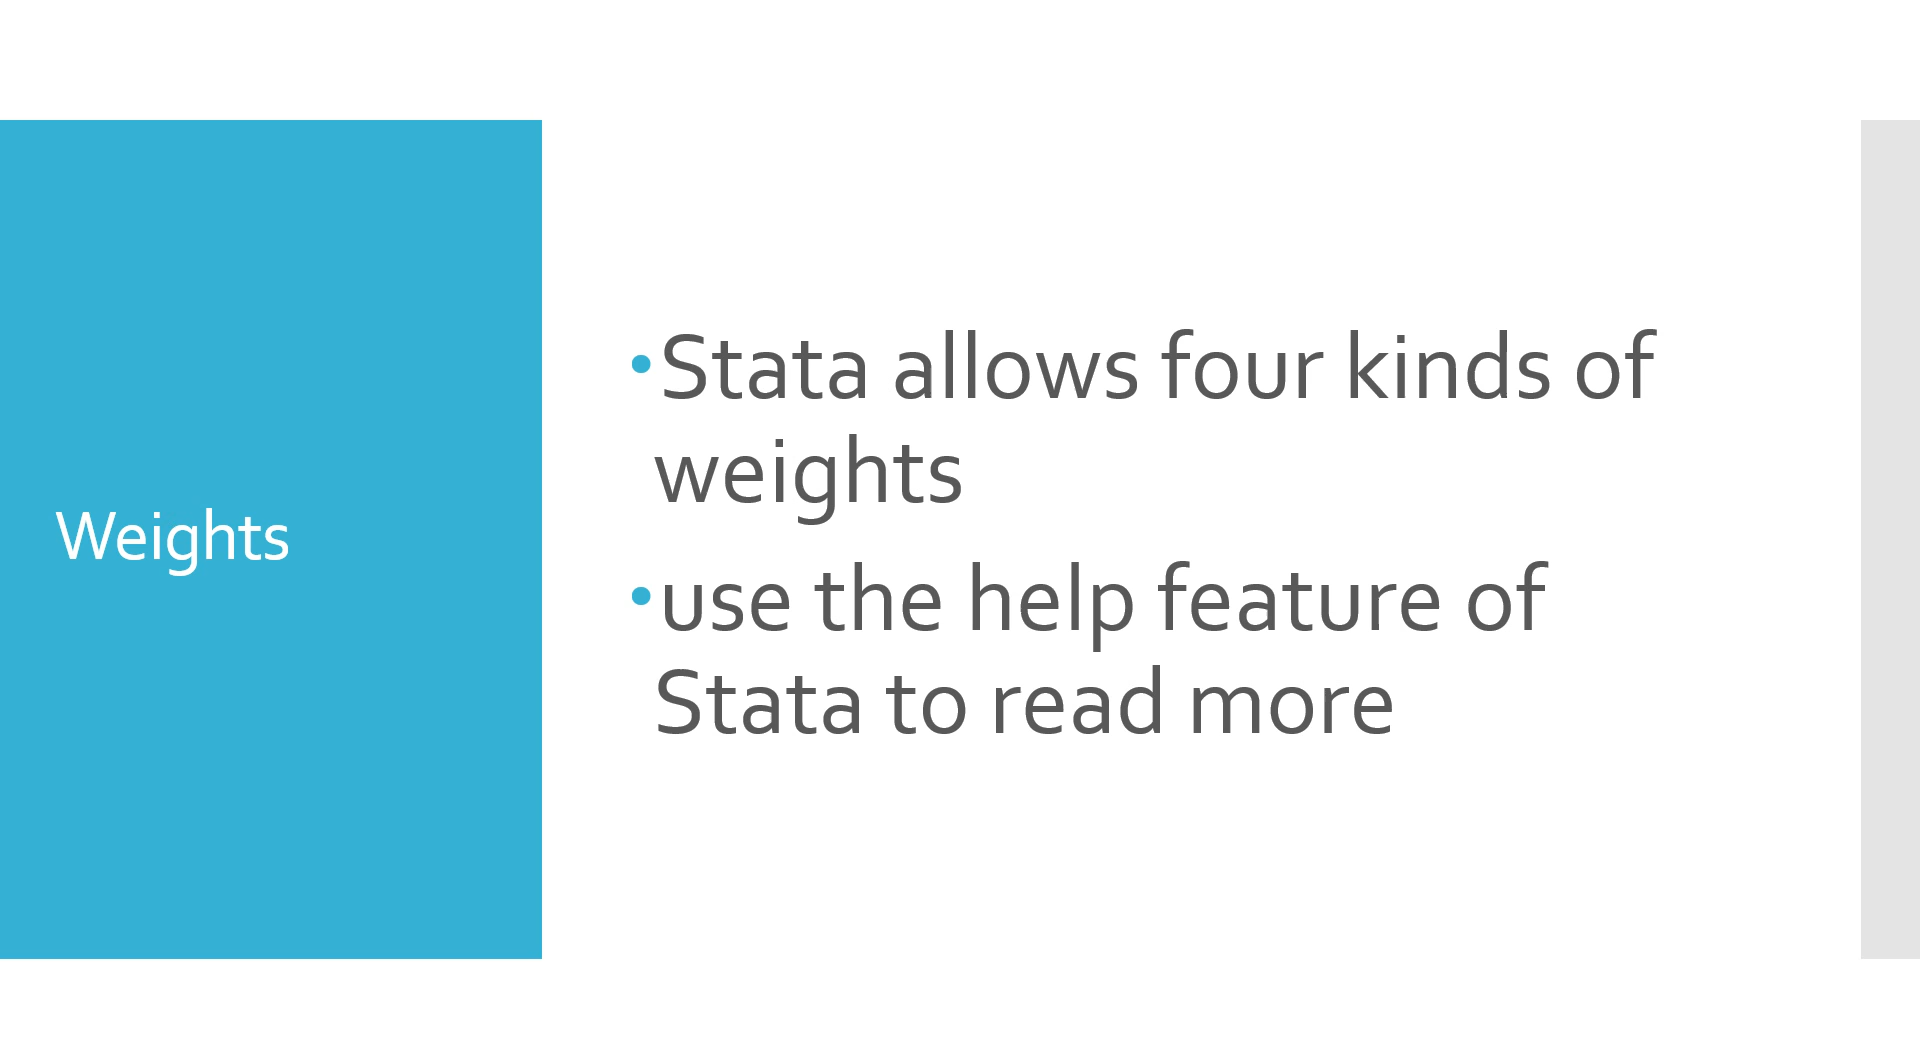 Weights
•Stata allows four kinds of
weights
•use the help feature of
Stata to read more